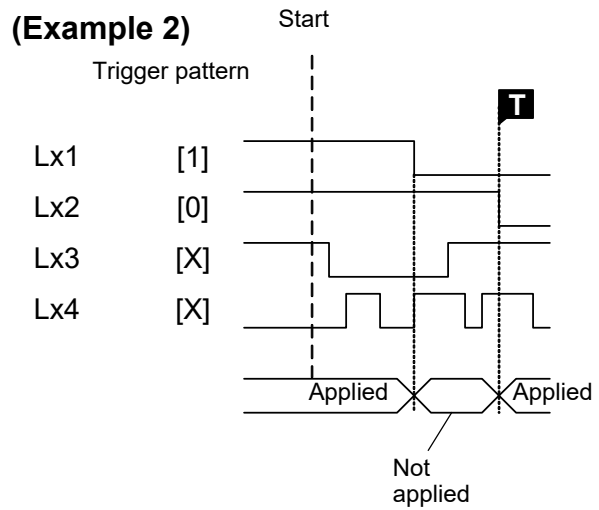 (Example 2)
Start
Trigger pattern
T
Lx1 [1]
Lx2 [0]
Lx3 [X]
Lx4 [X]
Applied
Applied
Not
applied